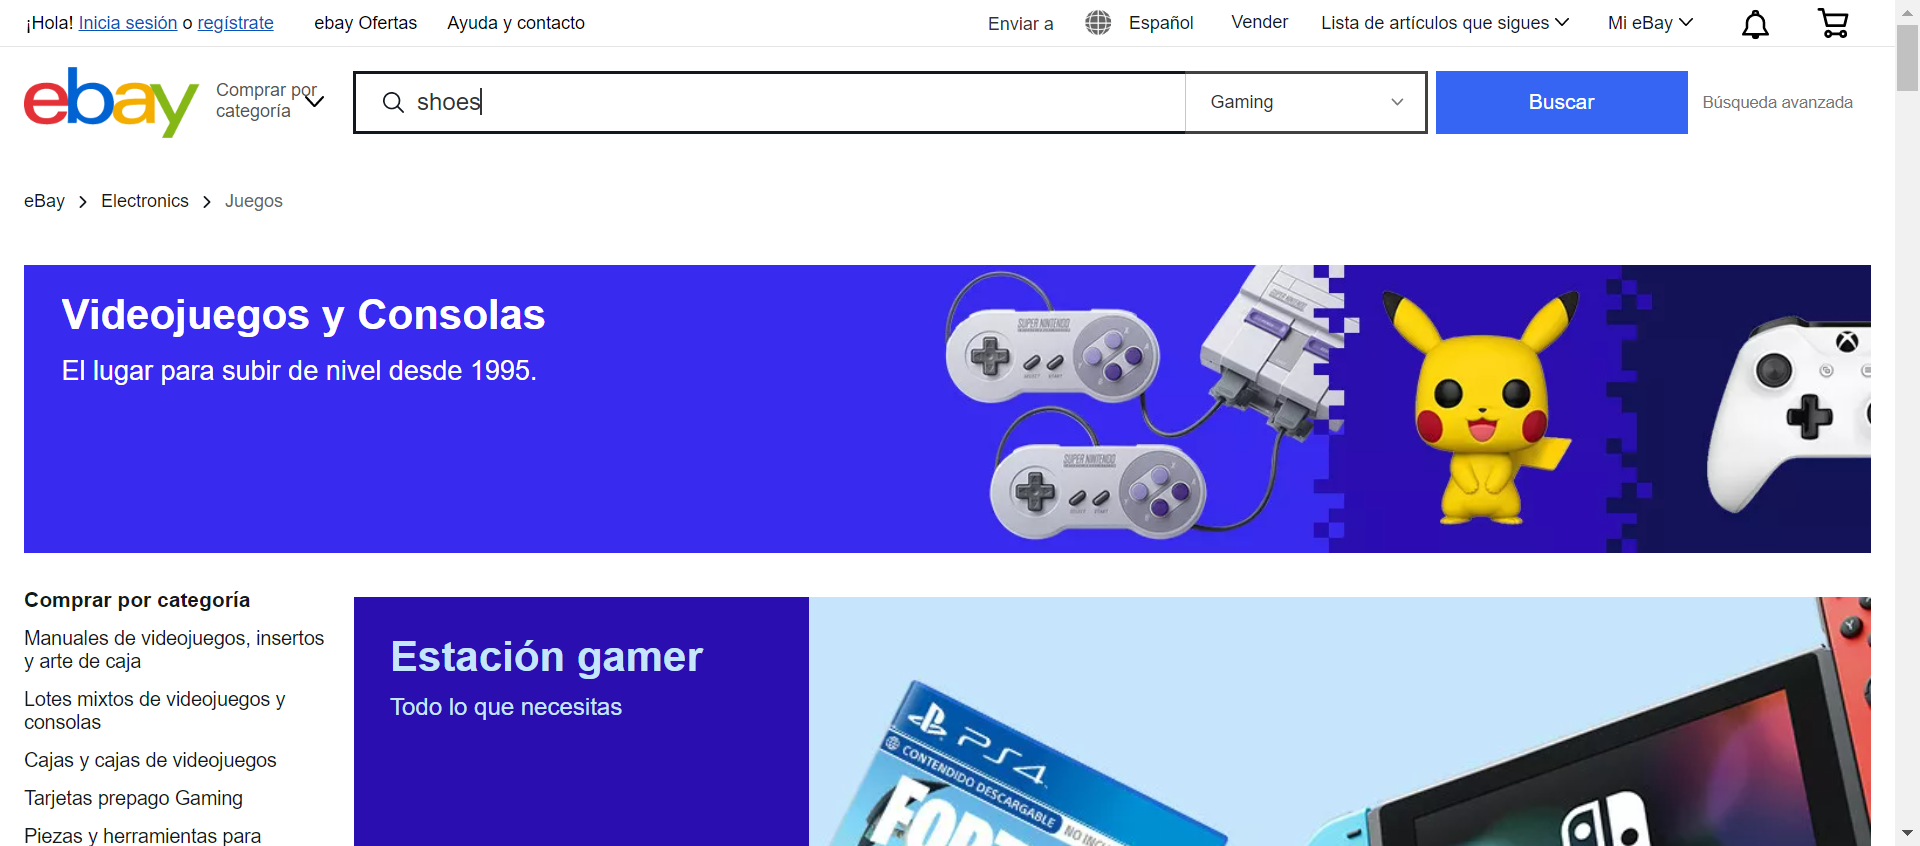 ¡Hola! Inicia sesión o regístrate ebay Ofertas Ayuda y contacto Enviar a Español Vender Lista de artículos que sigues Mi eBay
ebay
Comprar por
categoría
shoes
Gaming
Buscar
Búsqueda avanzada
eBay Electronics Juegos
Videojuegos y Consolas
El lugar para subir de nivel desde 1995.
SUPER NINTENDO
SUPER NINTENDO
Comprar por categoría
Manuales de videojuegos, insertos
y arte de caja
Lotes mixtos de videojuegos y
consolas
Cajas y cajas de videojuegos
Tarjetas prepago Gaming
Piezas y herramientas para
Estación gamer
Todo lo que necesitas
PS4
CONTENDIDO DESCARGABLE